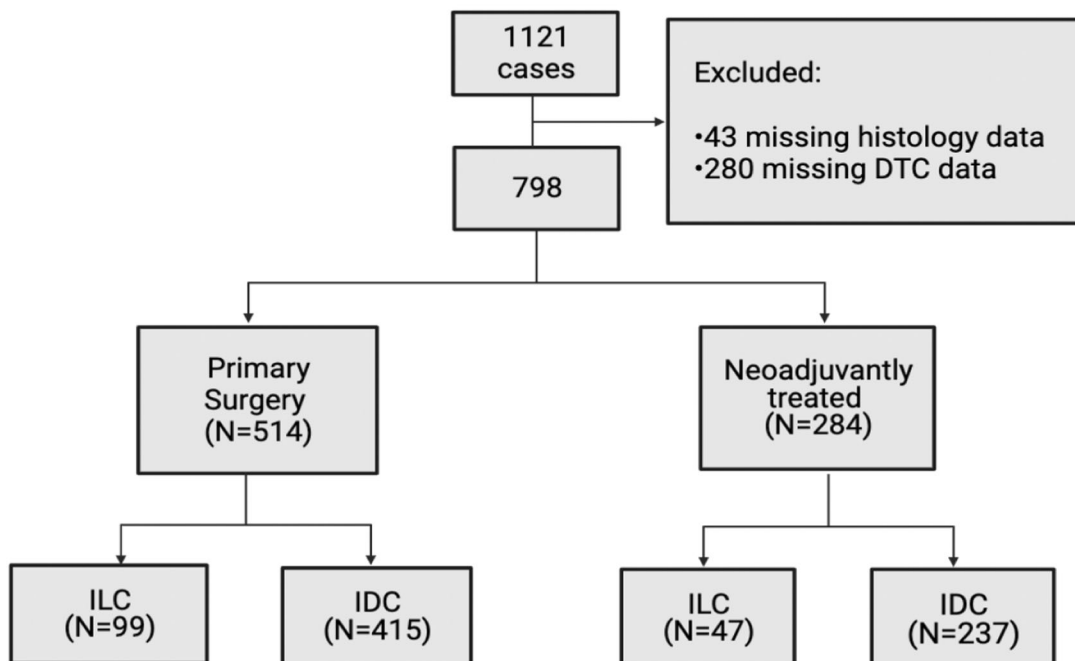 1121
cases
Excluded:
•43 missing histology data
•280 missing DTC data
798
Primary
Surgery
(N=514)
Neoadjuvantly
treated
(N=284)
ILC
(N=99)
IDC
(N=415)
ILC
(N=47)
IDC
(N=237)